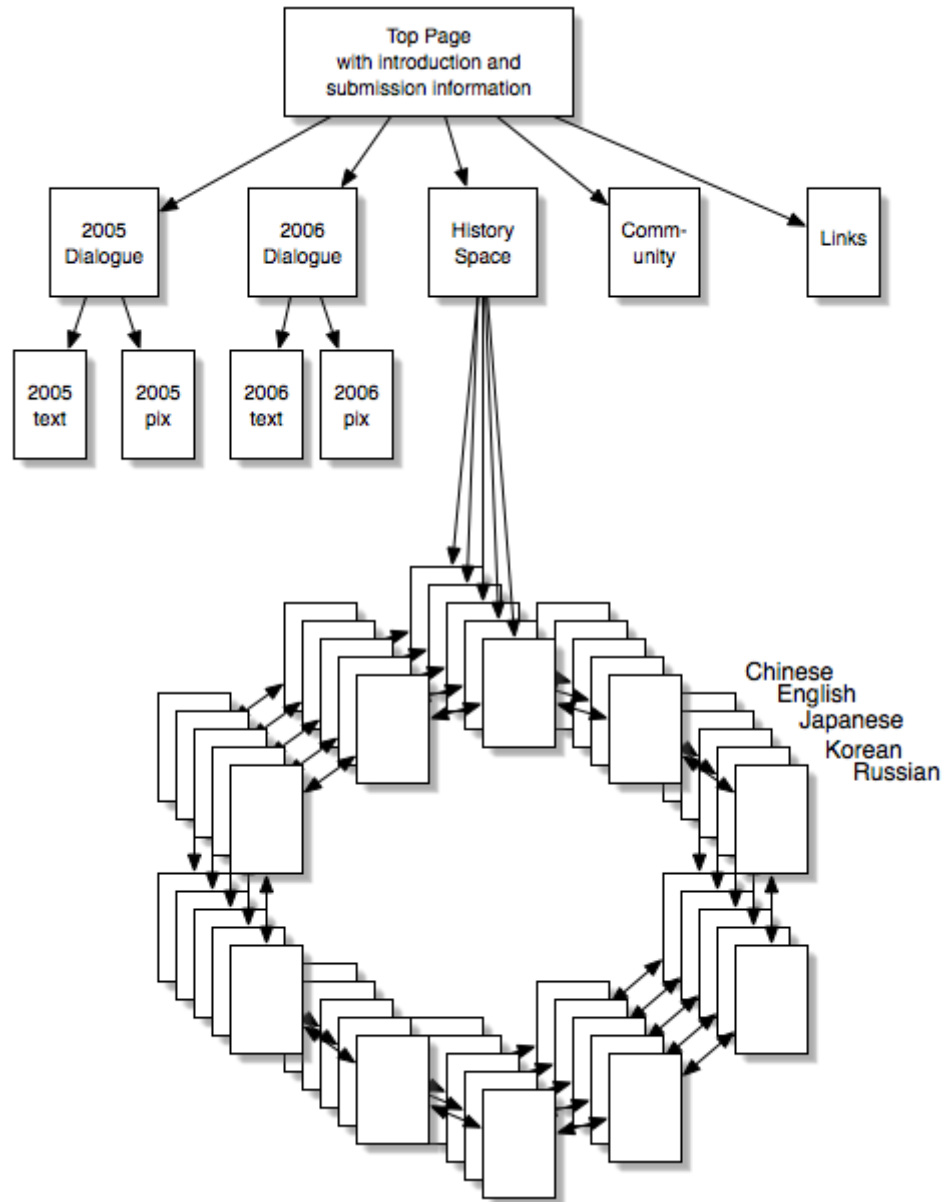 Top Page
with introduction and
submission information
2005
Dialogue
2006
Dialogue
History
Space
Comm-
unity
Links
2005
text
2005
pix
2006
text
2006
pix
Chinese
English
Japanese
Korean
Russian